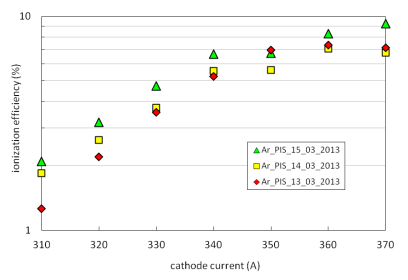 10
ionization efficiency (%)
Ar_PIS_15_03_2013
Ar_PIS_14_03_2013
Ar_PIS_13_03_2013
1
310 320 330 340 350 360 370
cathode current (A)